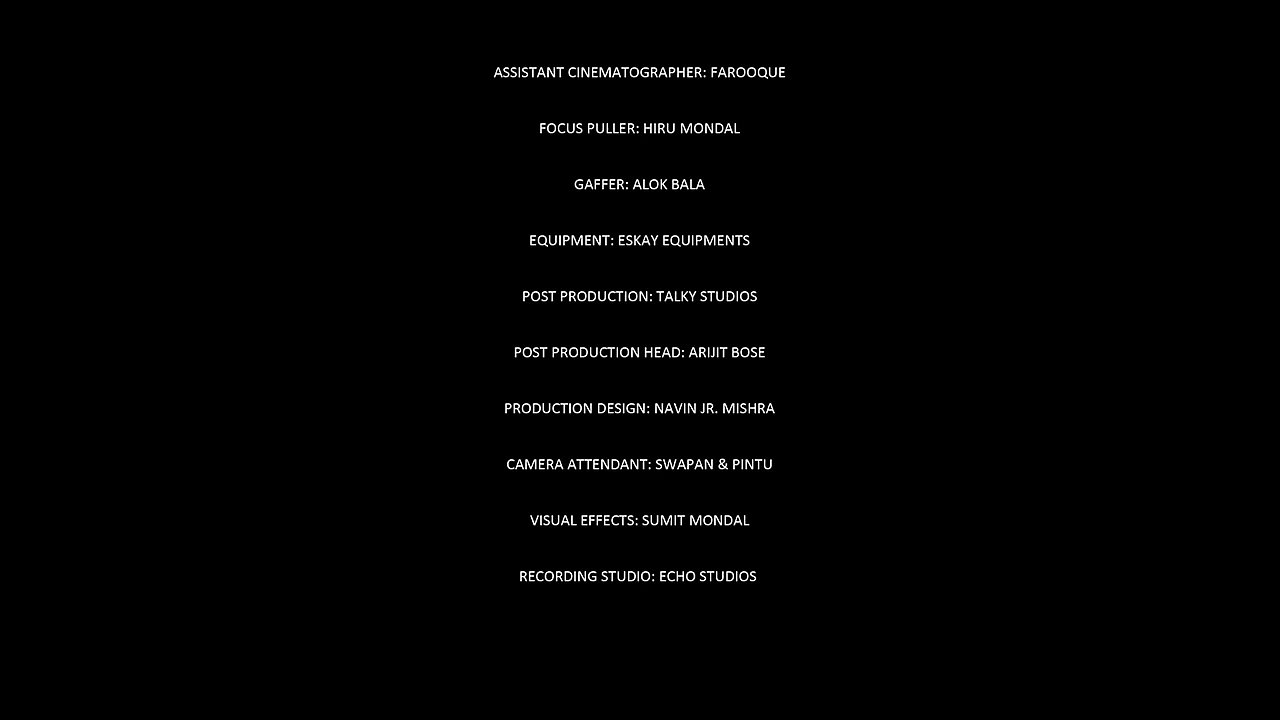 ASSISTANT CINEMATOGRAPHER: FAROOQUE
FOCUS PULLER: HIRU MONDAL
GAFFER: ALOK BALA
EQUIPMENT: ESKAY EQUIPMENTS
POST PRODUCTION: TALKY STUDIOS
POST PRODUCTION HEAD: ARIJIT BOSE
PRODUCTION DESIGN: NAVIN JR. MISHRA
CAMERA ATTENDANT: SWAPAN & PINTU
VISUAL EFFECTS: SUMIT MONDAL
RECORDING STUDIO: ECHO STUDIOS